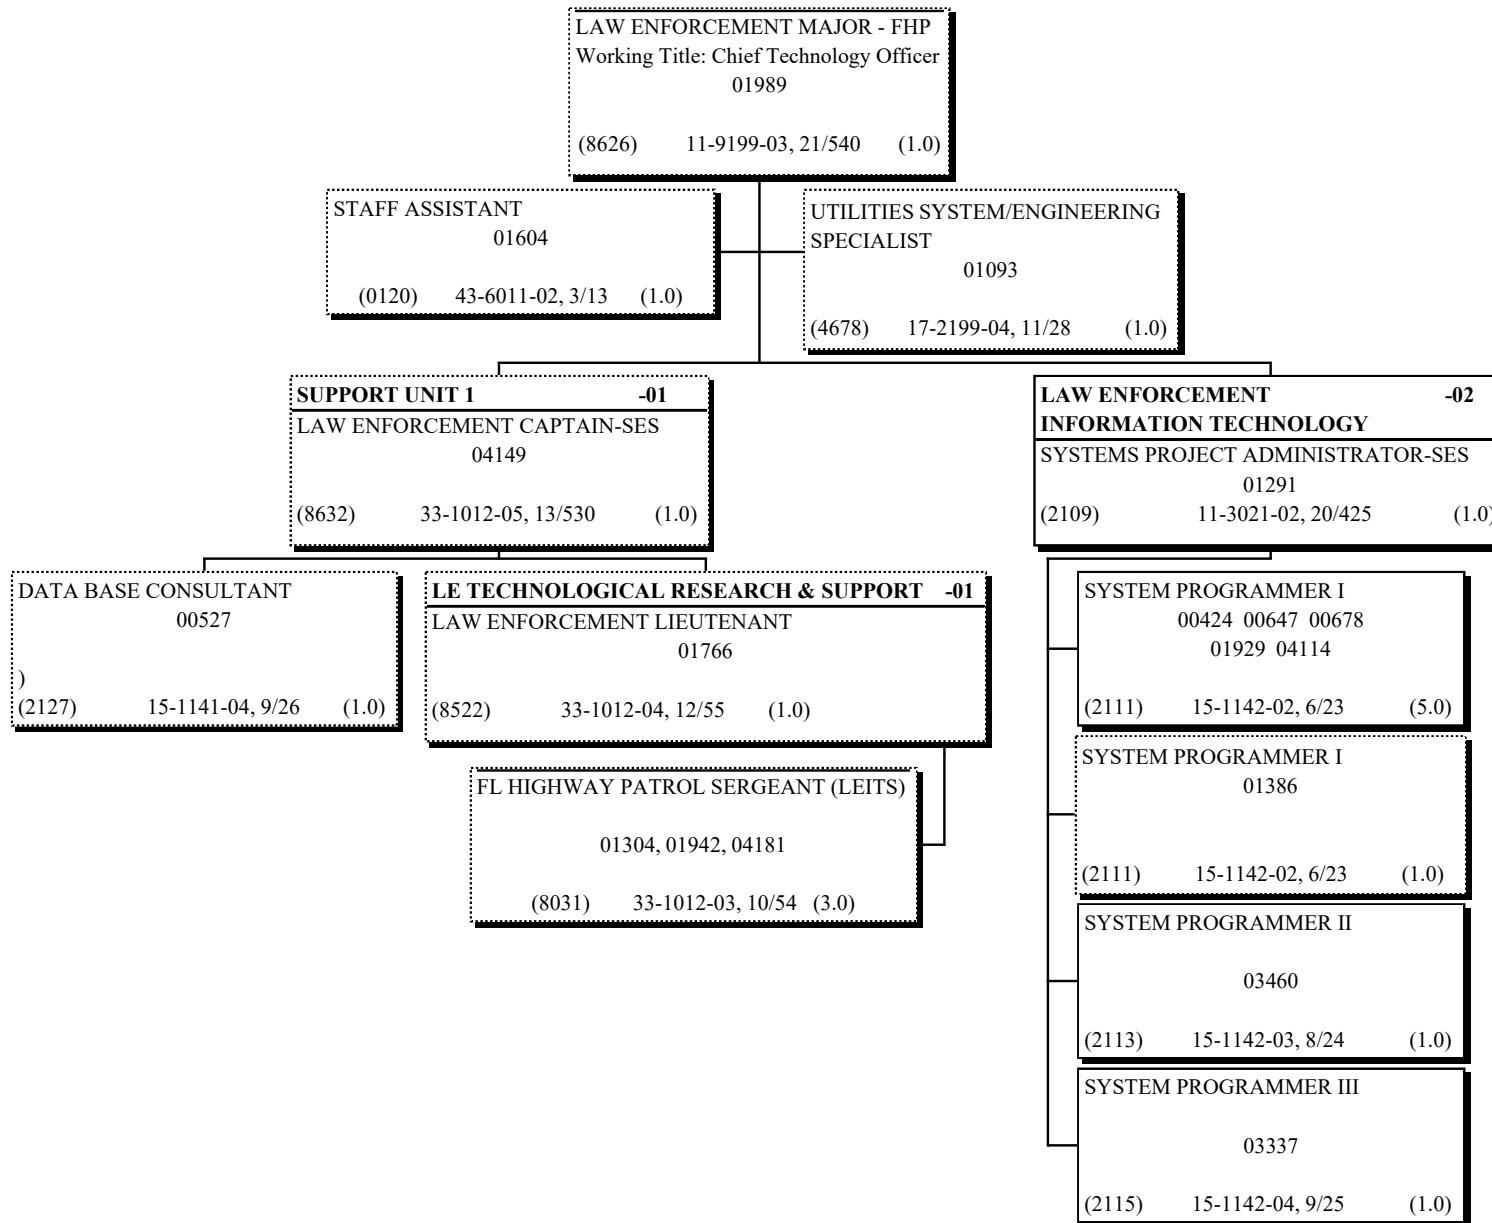 LAW ENFORCEMENT MAJOR - FHP
Working Title: Chief Technology Officer
01989
(8626) 11-9199-03, 21/540 (1.0)
STAFF ASSISTANT
01604
(0120) 43-6011-02, 3/13 (1.0)
UTILITIES SYSTEM/ENGINEERING
SPECIALIST
01093
(4678) 17-2199-04, 11/28 (1.0)
SUPPORT UNIT 1 -01
LAW ENFORCEMENT CAPTAIN-SES
04149
(8632) 33-1012-05, 13/530 (1.0)
LAW ENFORCEMENT -02
INFORMATION TECHNOLOGY
SYSTEMS PROJECT ADMINISTRATOR-SES
01291
(2109) 11-3021-02, 20/425 (1.0)
DATA BASE CONSULTANT
00527
)
(2127) 15-1141-04, 9/26 (1.0)
LE TECHNOLOGICAL RESEARCH & SUPPORT -01
LAW ENFORCEMENT LIEUTENANT
01766
(8522) 33-1012-04, 12/55 (1.0)
FL HIGHWAY PATROL SERGEANT (LEITS)
01304, 01942, 04181
(8031) 33-1012-03, 10/54 (3.0)
SYSTEM PROGRAMMER I
00424 00647 00678
01929 04114
(2111) 15-1142-02, 6/23 (5.0)
SYSTEM PROGRAMMER I
01386
(2111) 15-1142-02, 6/23 (1.0)
SYSTEM PROGRAMMER II
03460
(2113) 15-1142-03, 8/24 (1.0)
SYSTEM PROGRAMMER III
03337
(2115) 15-1142-04, 9/25 (1.0)